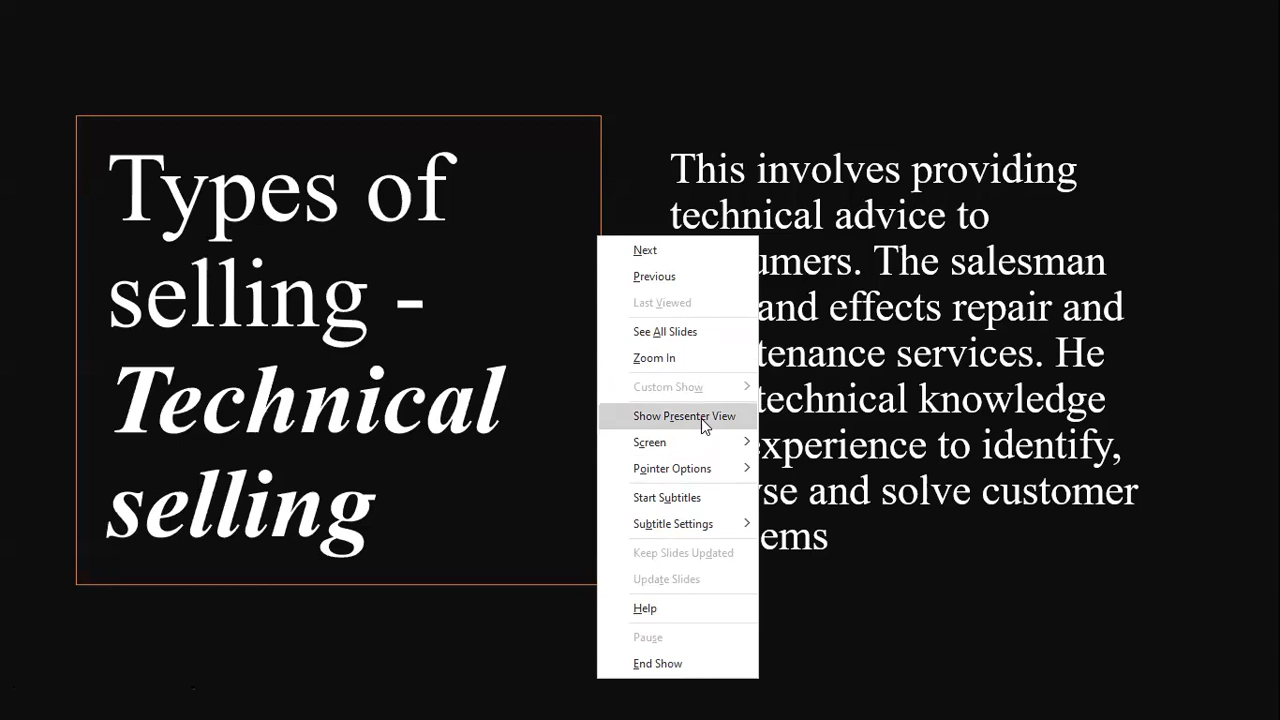 Types of
selling -
Technical
selling
This involves providing
technical advice to
umers. The salesman
and effects repair and
tenance services. He
technical knowledge
xperience to identify,
se and solve customer
ems
Next
Previous
Last Viewed
See All Slides
Zoom In
Custom Show
Show Presenter View
Screen
Pointer Options
Start Subtitles
Subtitle Settings
Keep Slides Updated
Update Slides
Help
Pause
End Show